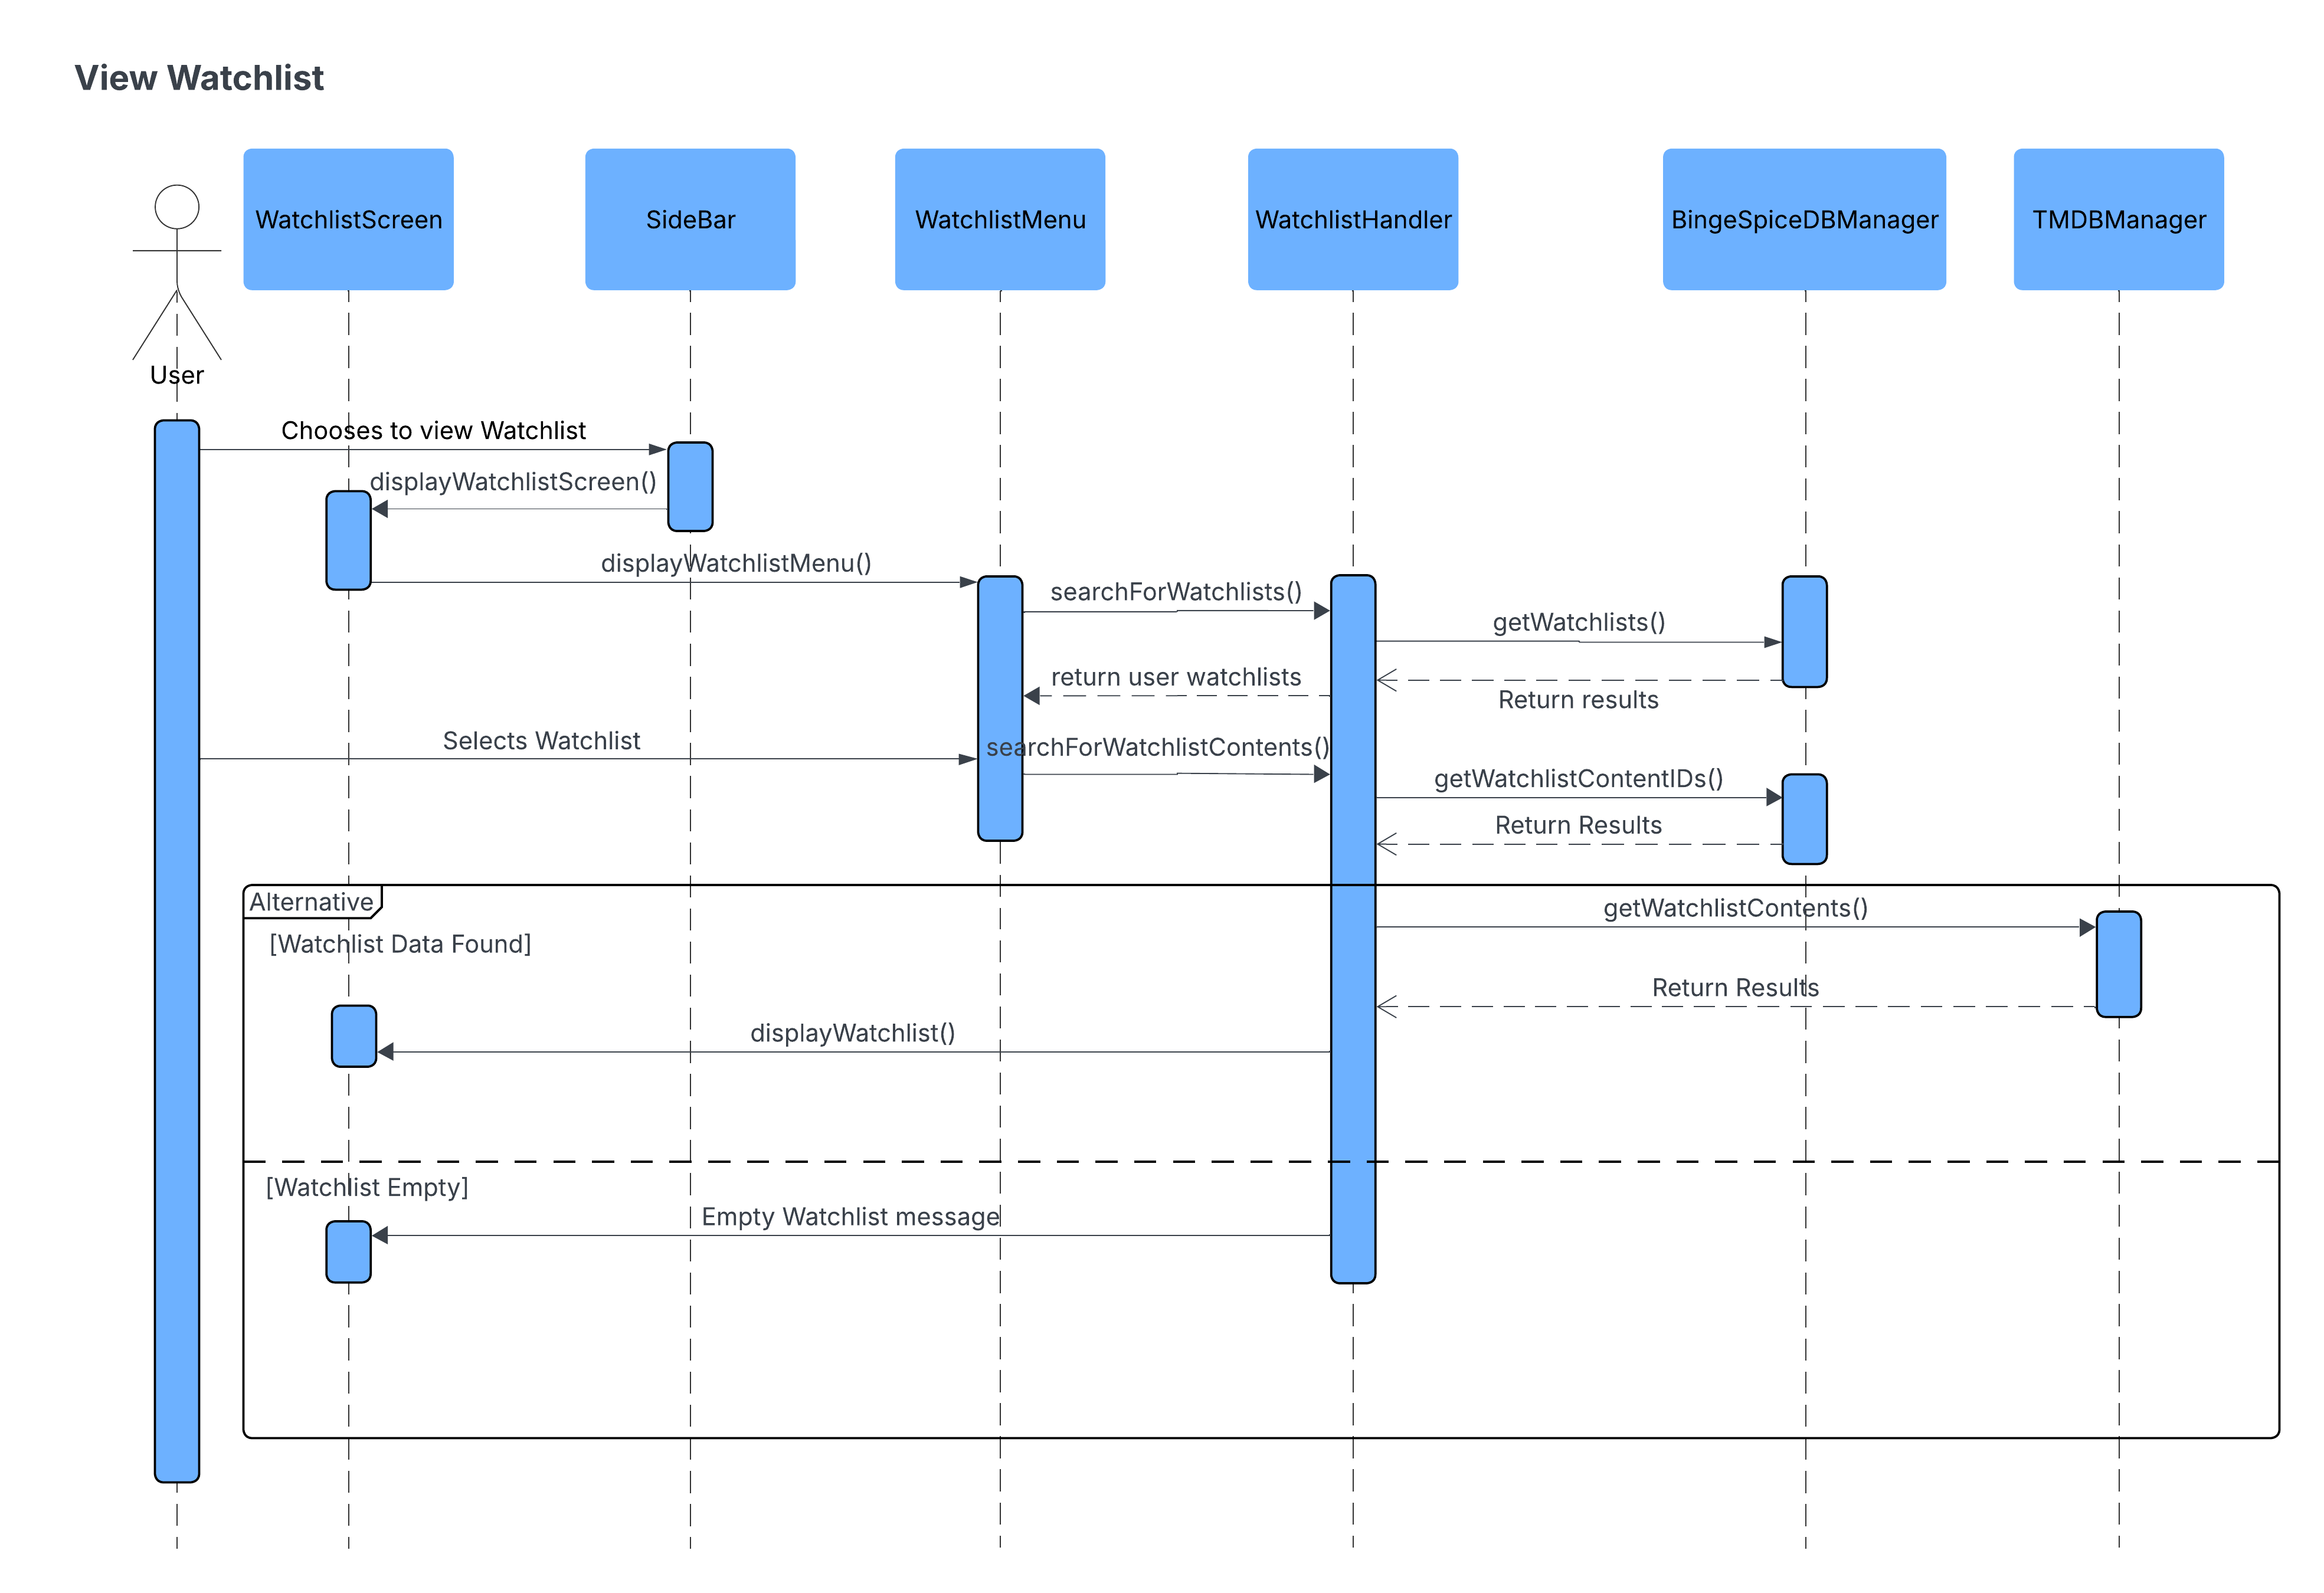 View Watchlist
WatchlistScreen
SideBar
WatchlistMenu
WatchlistHandler
BingeSpiceDBManager
TMDBManager
User
Chooses to view Watchlist
displayWatchlistScreen()
displayWatchlistMenu()
searchForWatchlists()
getWatchlists()
return user watchlists
Return results
Selects Watchlist
searchForWatchlistContents()
getWatchlistContentIDs()
Return Results
Alternative
getWatchlistContents()
[Watchlist Data Found]
Return Results
displayWatchlist()
[Watchlist Empty]
Empty Watchlist message